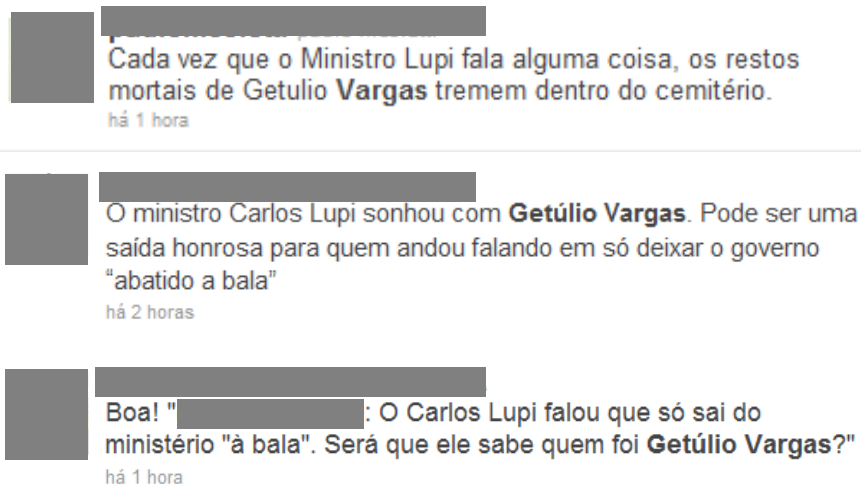 Cada vez que o Ministro Lupi fala alguma coisa, os restos
mortais de Getulio Vargas tremem dentro do cemitério.
há 1 hora
O ministro Carlos Lupi sonhou com Getúlio Vargas. Pode ser uma
saída honrosa para quem andou falando em só deixar o governo
“abatido a bala”
há 2 horas
Boa! " : O Carlos Lupi falou que só sai do
ministério "à bala". Será que ele sabe quem foi Getúlio Vargas?"
há 1 hora